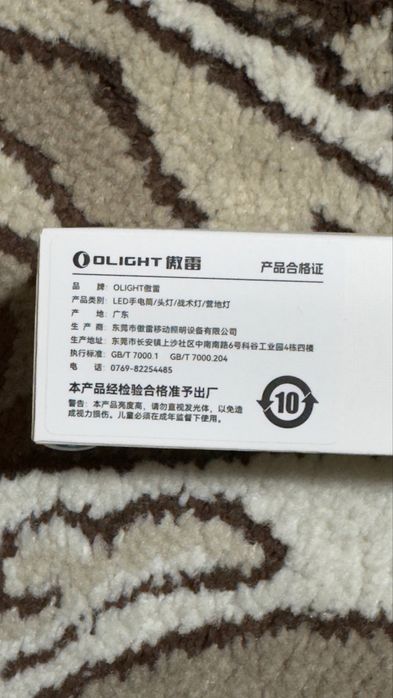 OLIGHT傲雷 产品合格证
品 牌: OLIGHT傲雷
产品类别: LED手电筒/头灯/战术灯/营地灯
产 地: 广东
生 产 商: 东莞市傲雷移动照明设备有限公司
生产地址: 东莞市长安镇上沙社区中南南路6号科谷工业园4栋四楼
执行标准: GB/T 7000.1 GB/T 7000.204
电 话: 0769-82254485
本产品经检验合格准予出厂
警告: 本产品亮度高, 请勿直视发光体, 以免造
成视力损伤。儿童必须在成年监督下使用。
10